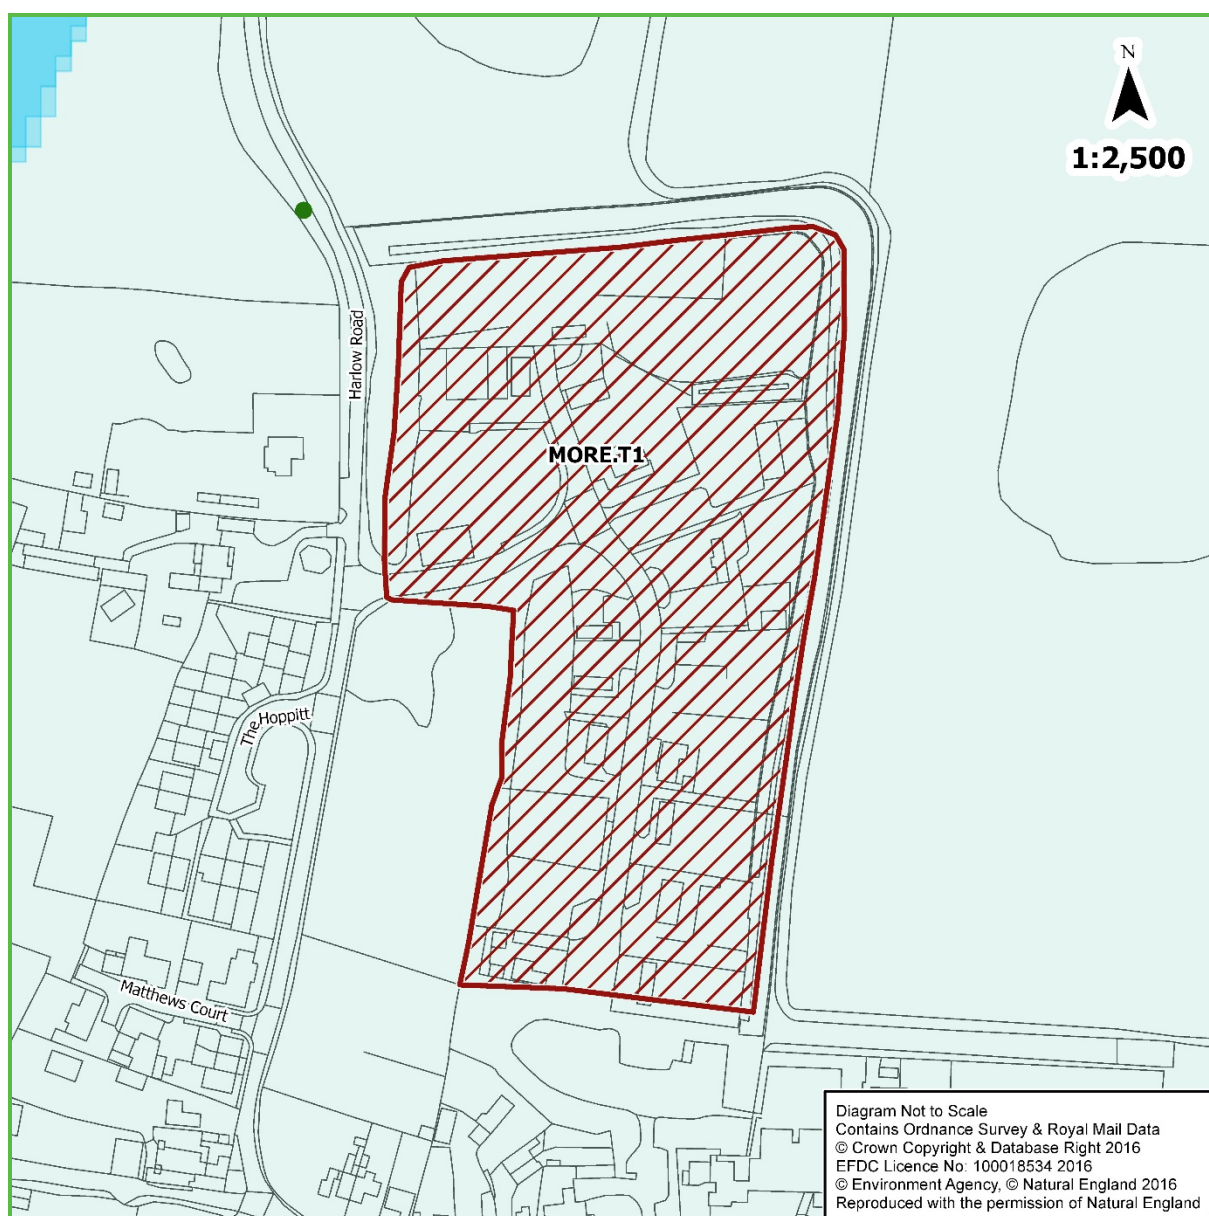 N
1:2,500
Harlow Road
MORE.T1
The Hoppitt
Matthews Court
Diagram Not to Scale
Contains Ordnance Survey & Royal Mail Data
© Crown Copyright & Database Right 2016
EFDC Licence No: 100018534 2016
© Environment Agency, © Natural England 2016
Reproduced with the permission of Natural England